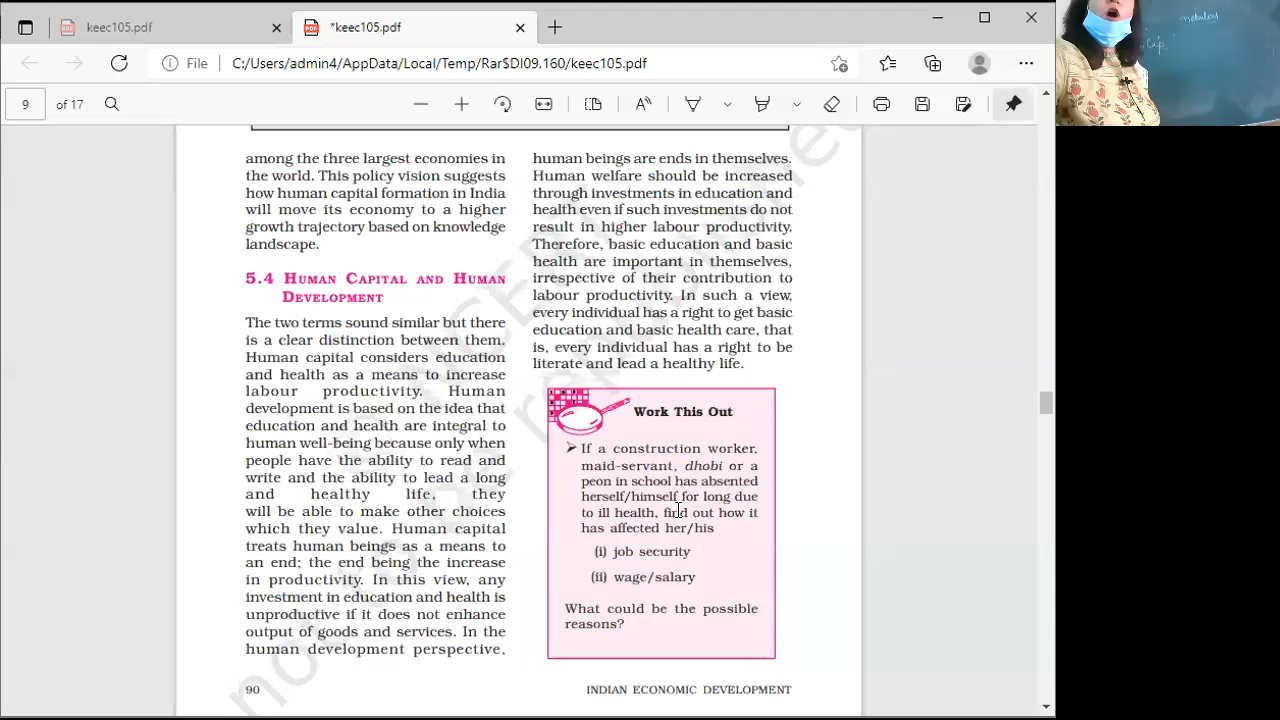 keec105.pdf
*keec105.pdf
File
C:/Users/admin4/AppData/Local/Temp/Rar$DI09.160/keec105.pdf
9 of 17
nebulous
Cap
among the three largest economies in
the world. This policy vision suggests
how human capital formation in India
will move its economy to a higher
growth trajectory based on knowledge
landscape.
5.4 HUMAN CAPITAL AND HUMAN
DEVELOPMENT
The two terms sound similar but there
is a clear distinction between them.
Human capital considers education
and health as a means to increase
labour productivity. Human
development is based on the idea that
education and health are integral to
human well-being because only when
people have the ability to read and
write and the ability to lead a long
and healthy life, they
will be able to make other choices
which they value. Human capital
treats human beings as a means to
an end; the end being the increase
in productivity. In this view, any
investment in education and health is
unproductive if it does not enhance
output of goods and services. In the
human development perspective,
human beings are ends in themselves.
Human welfare should be increased
through investments in education and
health even if such investments do not
result in higher labour productivity.
Therefore, basic education and basic
health are important in themselves,
irrespective of their contribution to
labour productivity. In such a view,
every individual has a right to get basic
education and basic health care, that
is, every individual has a right to be
literate and lead a healthy life.
Work This Out
➢ If a construction worker,
maid-servant, dhobi or a
peon in school has absented
herself/himself for long due
to ill health, find out how it
has affected her/his
(i) job security
(ii) wage/salary
What could be the possible
reasons?
90
INDIAN ECONOMIC DEVELOPMENT